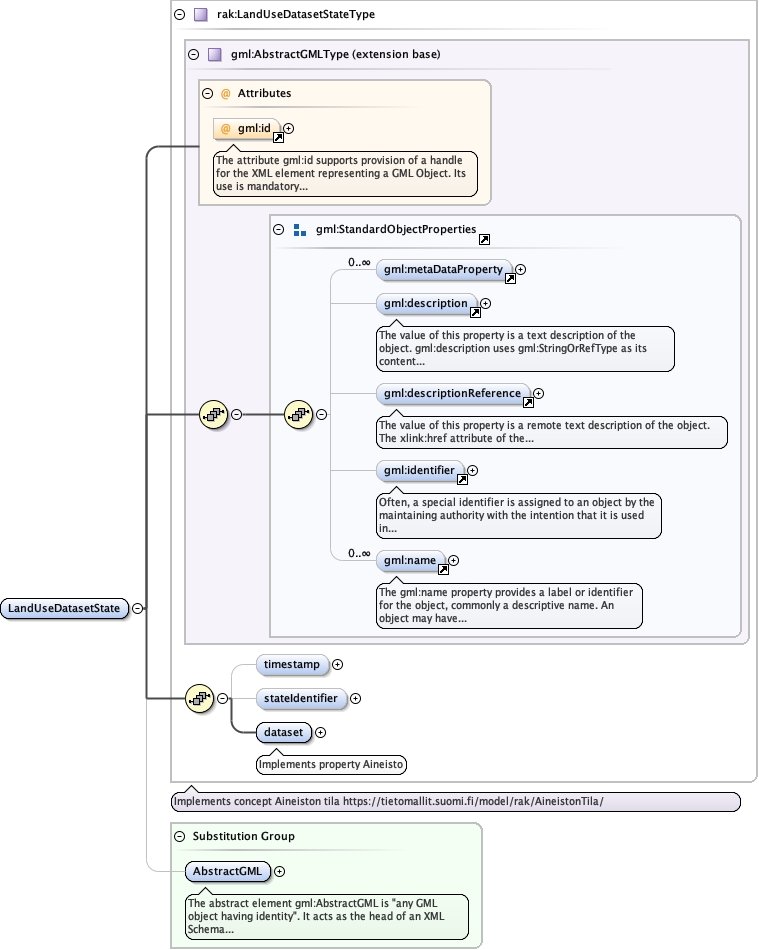 rak:LandUseDatasetStateType
gml:AbstractGMLType (extension base)
@ Attributes
@ gml:id
The attribute gml:id supports provision of a handle
for the XML element representing a GML Object. Its
use is mandatory...
gml:StandardObjectProperties
0..∞
gml:metaDataProperty
gml:description
The value of this property is a text description of the
object. gml:description uses gml:StringOrRefType as its
content...
gml:descriptionReference
The value of this property is a remote text description of the object.
The xlink:href attribute of the...
gml:identifier
Often, a special identifier is assigned to an object by the
maintaining authority with the intention that it is used
in...
0..∞
gml:name
The gml:name property provides a label or identifier
for the object, commonly a descriptive name. An
object may have...
LandUseDatasetState
timestamp
stateIdentifier
dataset
Implements property Aineisto
Implements concept Aineiston tila https://tietomallit.suomi.fi/model/rak/AineistonTila/
Substitution Group
AbstractGML
The abstract element gml:AbstractGML is "any GML
object having identity". It acts as the head of an XML
Schema...